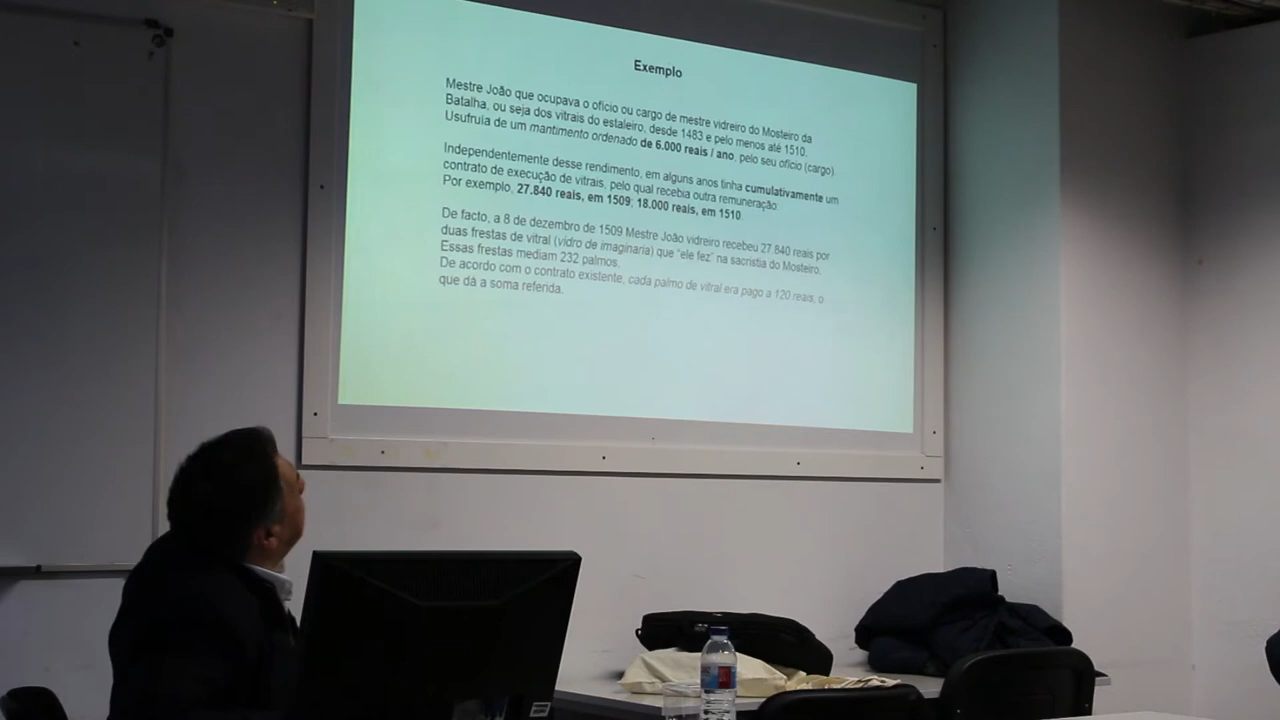 Exemplo
Mestre João que ocupava o ofício ou cargo de mestre vidreiro do Mosteiro da
Batalha, ou seja dos vitrais do estaleiro, desde 1483 e pelo menos até 1510.
Usufruía de um mantimento ordenado de 6.000 reais / ano, pelo seu ofício (cargo)
Independentemente desse rendimento, em alguns anos tinha cumulativamente um
contrato de execução de vitrais, pelo qual recebia outra remuneração:
Por exemplo, 27.840 reais, em 1509; 18.000 reais, em 1510.
De facto, a 8 de dezembro de 1509 Mestre João vidreiro recebeu 27.840 reais por
duas frestas de vitral (vidro de imaginaria) que "ele fez" na sacristia do Mosteiro.
Essas frestas mediam 232 palmos.
De acordo com o contrato existente, cada palmo de vitral era pago a 120 reais, o
que dá a soma referida.